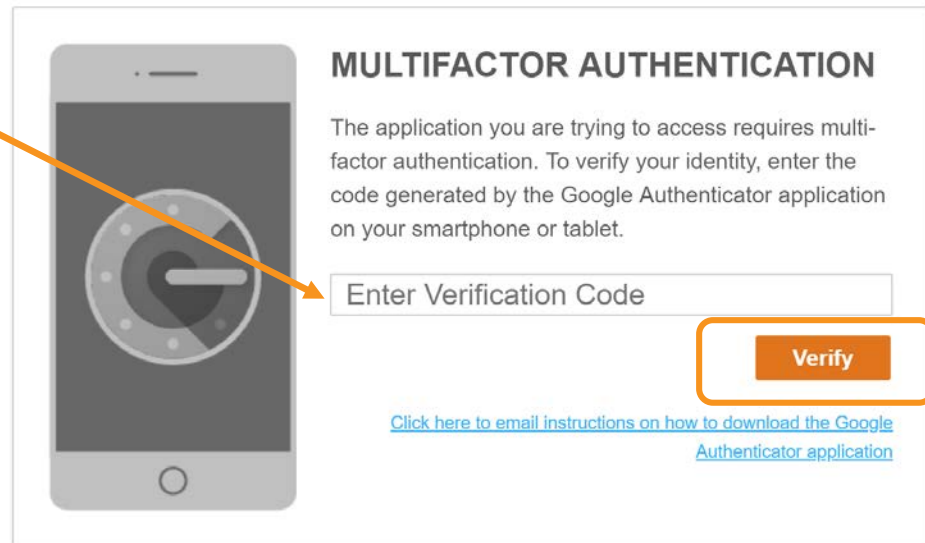 MULTIFACTOR AUTHENTICATION
The application you are trying to access requires multi-
factor authentication. To verify your identity, enter the
code generated by the Google Authenticator application
on your smartphone or tablet.
Enter Verification Code
Verify
Click here to email instructions on how to download the Google
Authenticator application